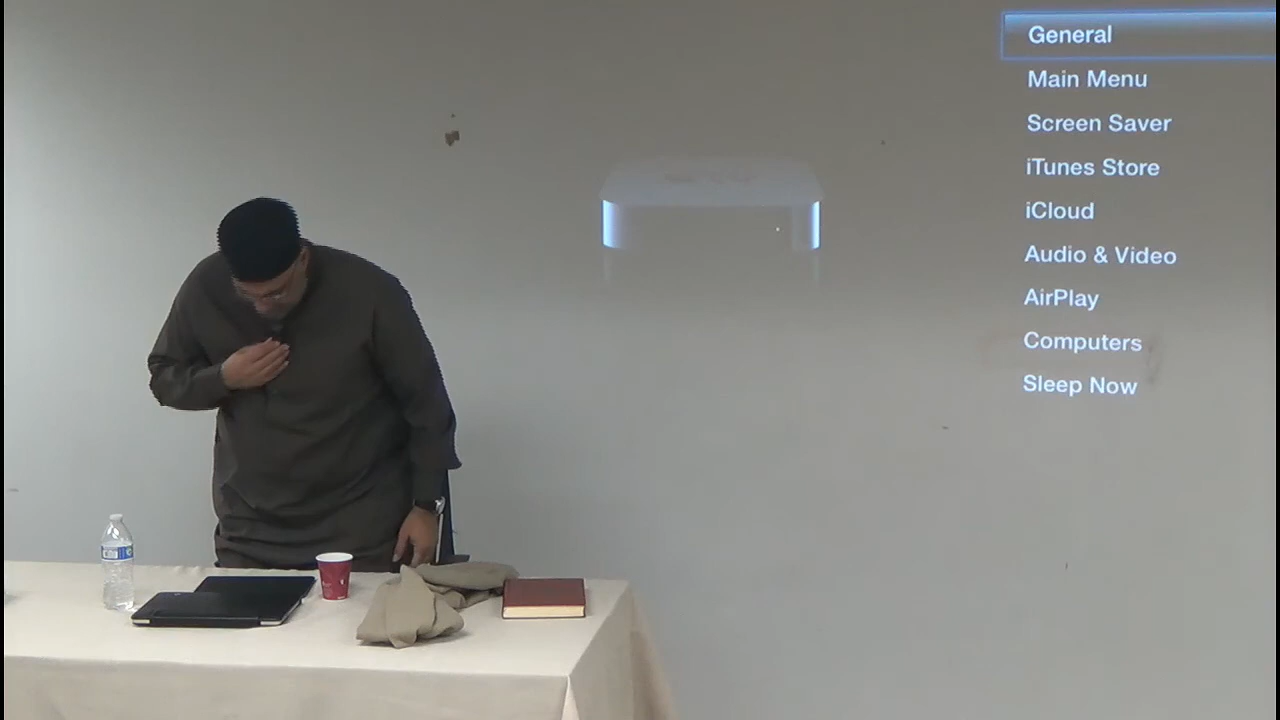 General
Main Menu
Screen Saver
iTunes Store
iCloud
Audio & Video
AirPlay
Computers
Sleep Now